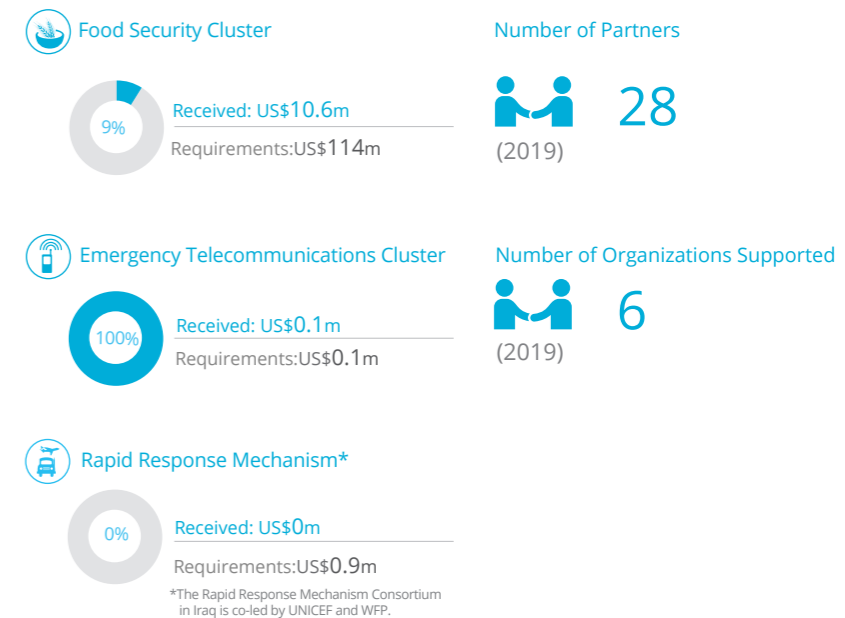 Food Security Cluster
Number of Partners
9%
Received: US$10.6m
Requirements:US$114m
28
(2019)
Emergency Telecommunications Cluster
Number of Organizations Supported
100%
Received: US$0.1m
Requirements:US$0.1m
6
(2019)
Rapid Response Mechanism*
0%
Received: US$0m
Requirements:US$0.9m
*The Rapid Response Mechanism Consortium
in Iraq is co-led by UNICEF and WFP.